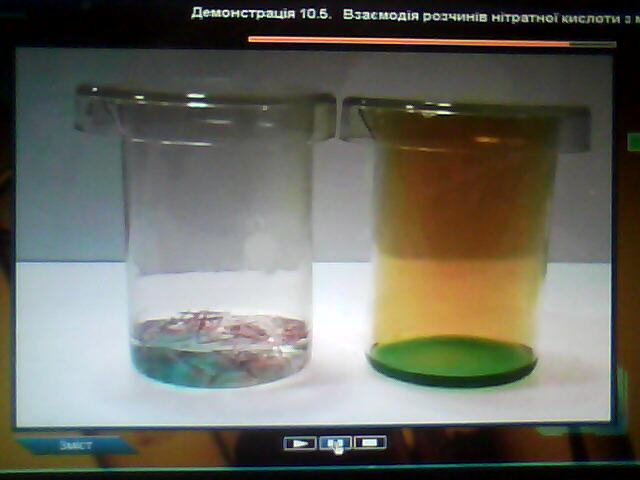 Демонстрація 10.5. Взаємодія розчинів нітратної кислоти з
Зміст